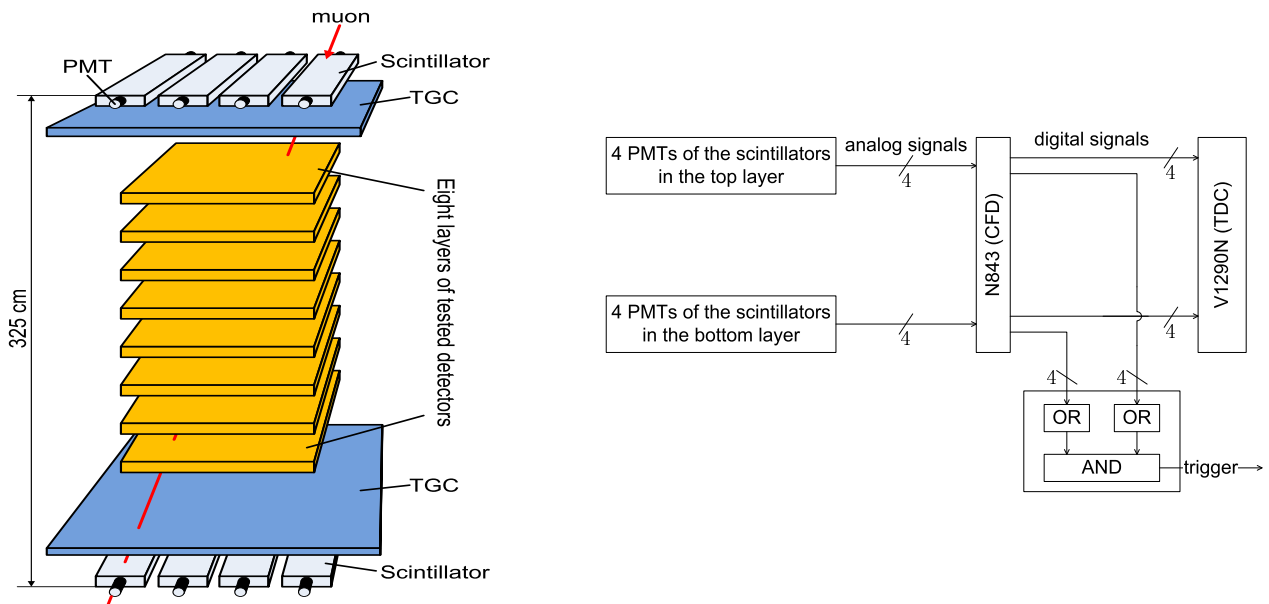 muon
Scintillator
PMT
TGC
Eight layers of tested detectors
325 cm
TGC
Scintillator
4 PMTs of the scintillators
in the top layer
analog signals
4
N843 (CFD)
digital signals
4
V1290N (TDC)
4 PMTs of the scintillators
in the bottom layer
4
4
4
4
OR
OR
AND
trigger